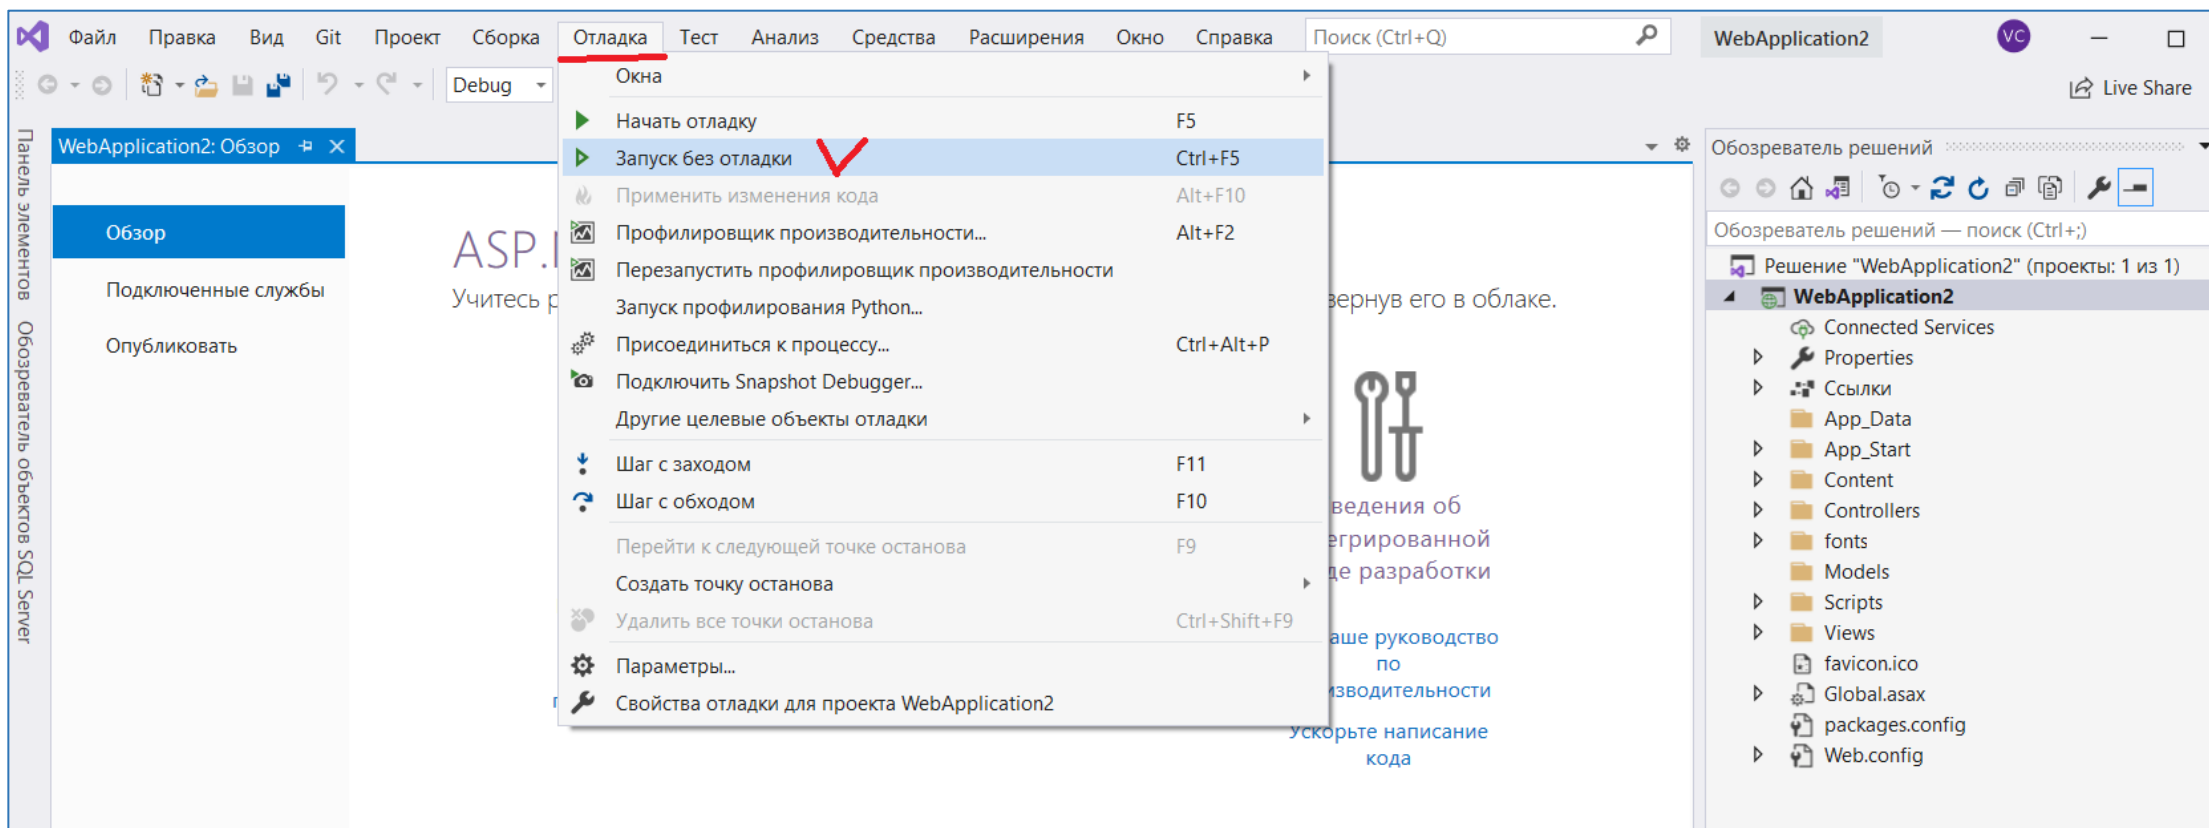 Файл Правка Вид Git Проект Сборка Отладка Тест Анализ Средства Расширения Окно Справка Поиск (Ctrl+Q) WebApplication2 VC
Debug Live Share
Панель элементов
Обозреватель объектов SQL Server
WebApplication2: Обзор
Обзор
Подключенные службы
Опубликовать
ASP.
Учитесь
Окна
Начать отладку F5
Запуск без отладки Ctrl+F5
Применить изменения кода Alt+F10
Профилировщик производительности... Alt+F2
Перезапустить профилировщик производительности
Запуск профилирования Python...
Присоединиться к процессу... Ctrl+Alt+P
Подключить Snapshot Debugger...
Другие целевые объекты отладки
Шаг с заходом F11
Шаг с обходом F10
Перейти к следующей точке останова F9
Создать точку останова
Удалить все точки останова Ctrl+Shift+F9
Параметры...
Свойства отладки для проекта WebApplication2
вернув его в облаке.
ведения об
егрированной
де разработки
аше руководство
по
изводительности
Ускорьте написание
кода
Обозреватель решений
Обозреватель решений — поиск (Ctrl+;)
Решение "WebApplication2" (проекты: 1 из 1)
WebApplication2
Connected Services
Properties
Ссылки
App_Data
App_Start
Content
Controllers
fonts
Models
Scripts
Views
favicon.ico
Global.asax
packages.config
Web.config